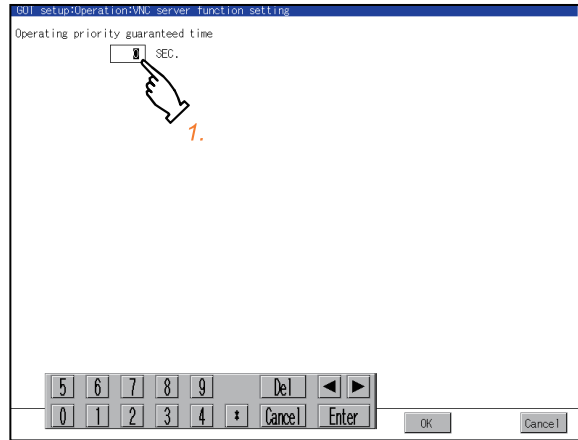 GOT setup:Operation:VNC server function setting
Operating priority guaranteed time
0 SEC.
1.
5 6 7 8 9 Del ◄ ►
0 1 2 3 4 Cancel Enter
OK Cancel